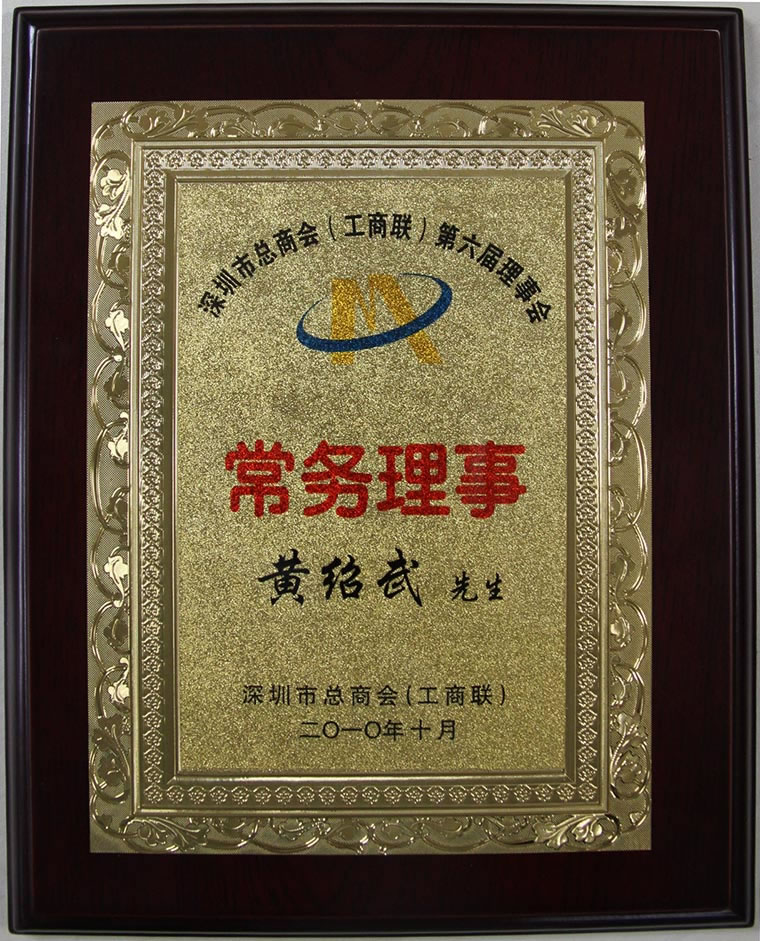 深圳市总商会（工商联）第六届理事会
常务理事
黄绍武 先生
深圳市总商会(工商联)
二〇一〇年十月